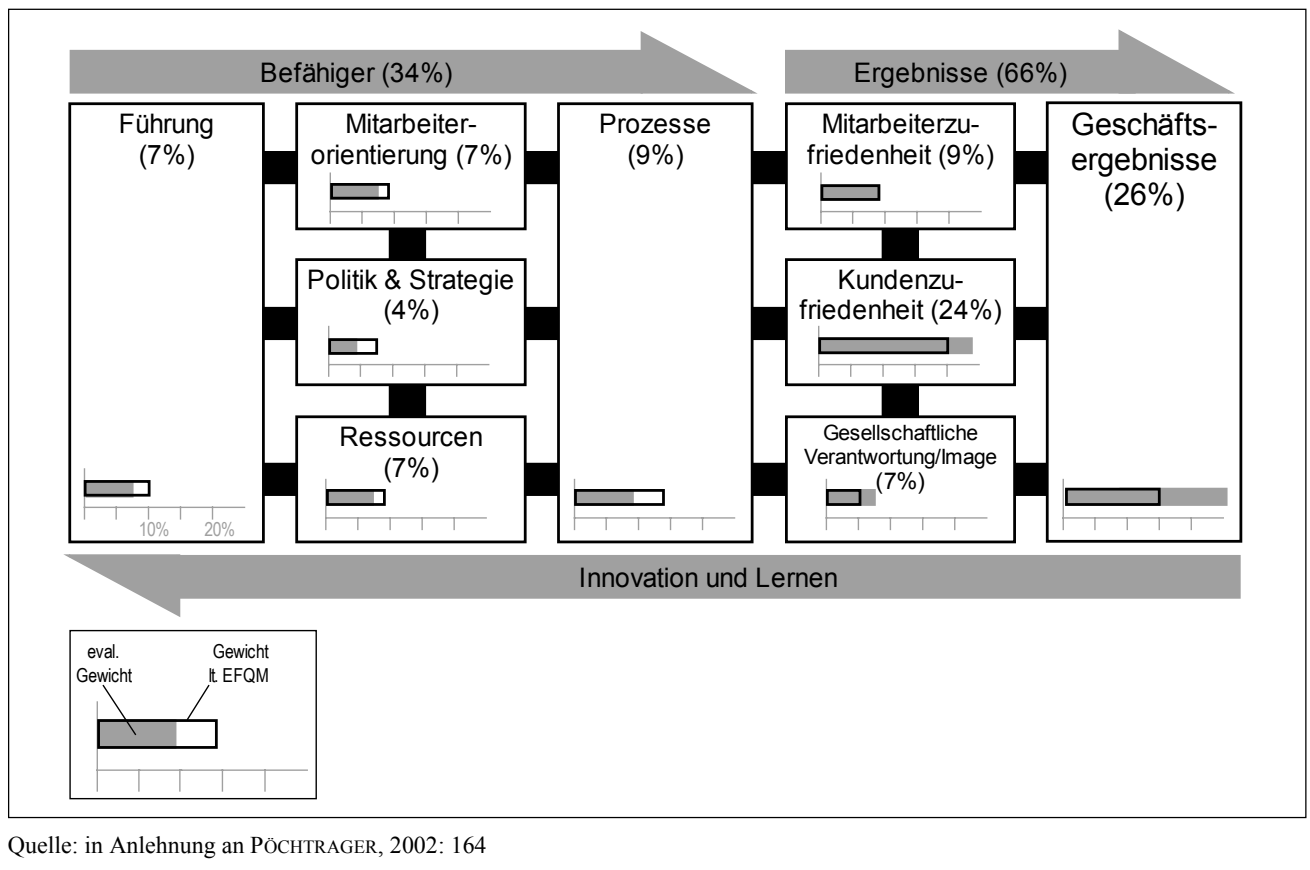 Befähiger (34%)
Ergebnisse (66%)
Führung
(7%)
Mitarbeiter-
orientierung (7%)
Prozesse
(9%)
Mitarbeiterzu-
friedenheit (9%)
Geschäfts-
ergebnisse
(26%)
Politik & Strategie
(4%)
Kundenzu-
friedenheit (24%)
Ressourcen
(7%)
Gesellschaftliche
Verantwortung/Image
(7%)
10%
20%
Innovation und Lernen
eval.
Gewicht
Gewicht
lt. EFQM
Quelle: in Anlehnung an PÖCHTRAGER, 2002: 164